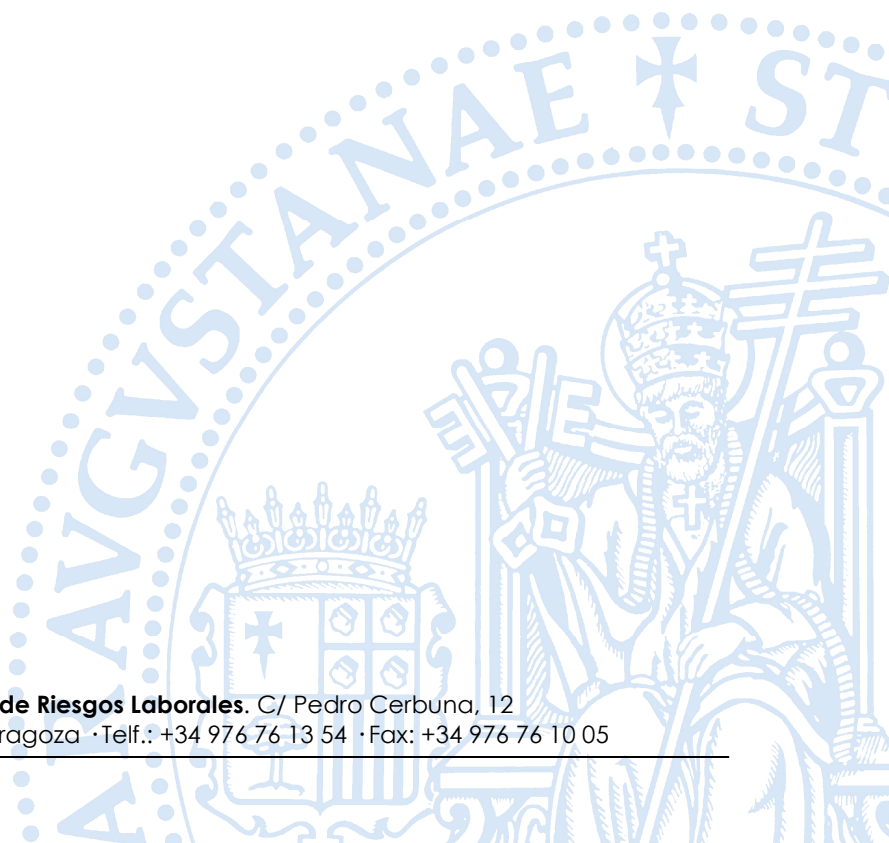 AR AVGVSTANAE ST
de Riesgos Laborales. C/ Pedro Cerbuna, 12
ragoza · Telf.: +34 976 76 13 54 · Fax: +34 976 76 10 05